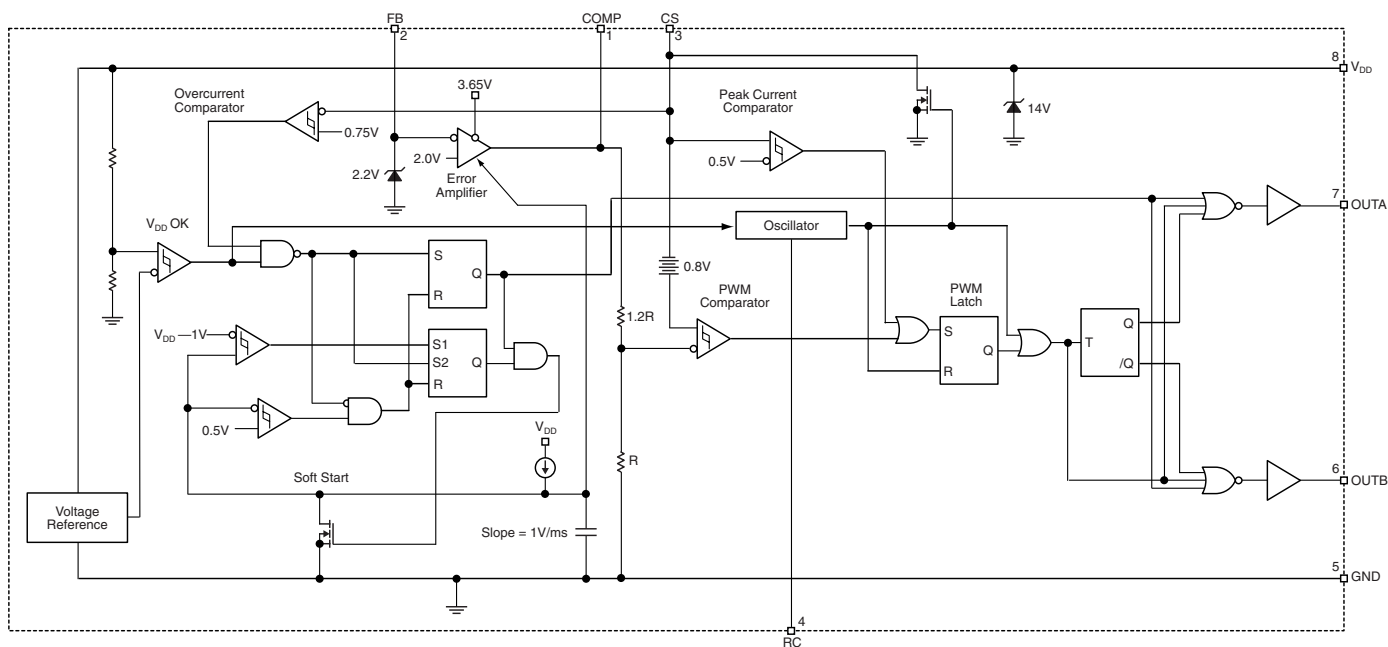 FB
2
COMP
1
CS
3
8
VDD
3.65V
Overcurrent
Comparator
Peak Current
Comparator
14V
0.75V
2.0V
0.5V
2.2V
Error
Amplifier
7
OUTA
VDD OK
Oscillator
S
Q
R
0.8V
PWM
Comparator
PWM
Latch
1.2R
VDD—1V
S1
S2
Q
R
S
Q
R
T
Q
/Q
0.5V
VDD
R
Soft Start
6
OUTB
Voltage
Reference
Slope = 1V/ms
5
GND
4
RC